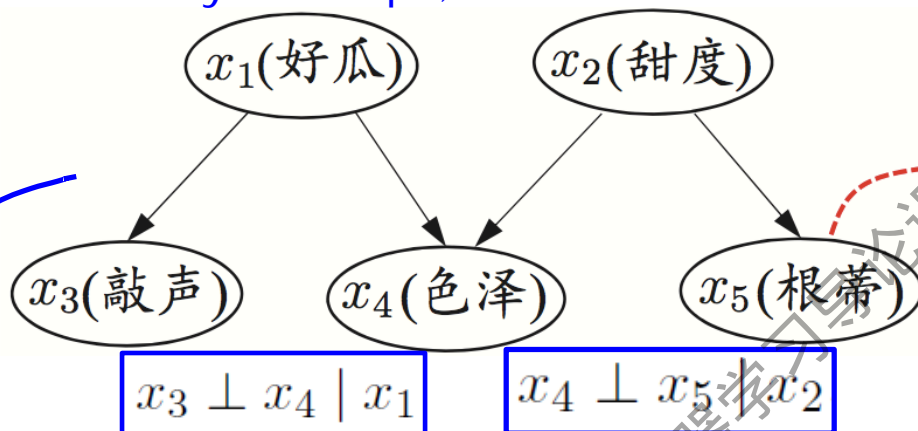 x₁(好瓜) x₂(甜度)
x₃(敲声) x₄(色泽) x₅(根蒂)
x₃ ⊥ x₄ | x₁ x₄ ⊥ x₅ | x₂